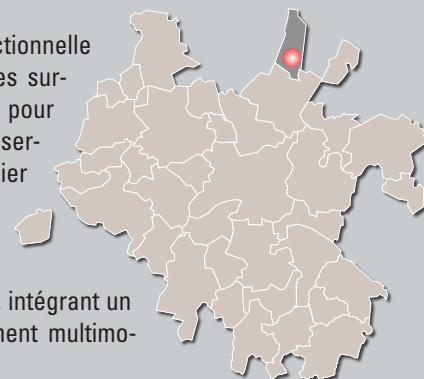 ctionnelle
es sur-
pour
ser-
ier
, intégrant un
ment multimo-